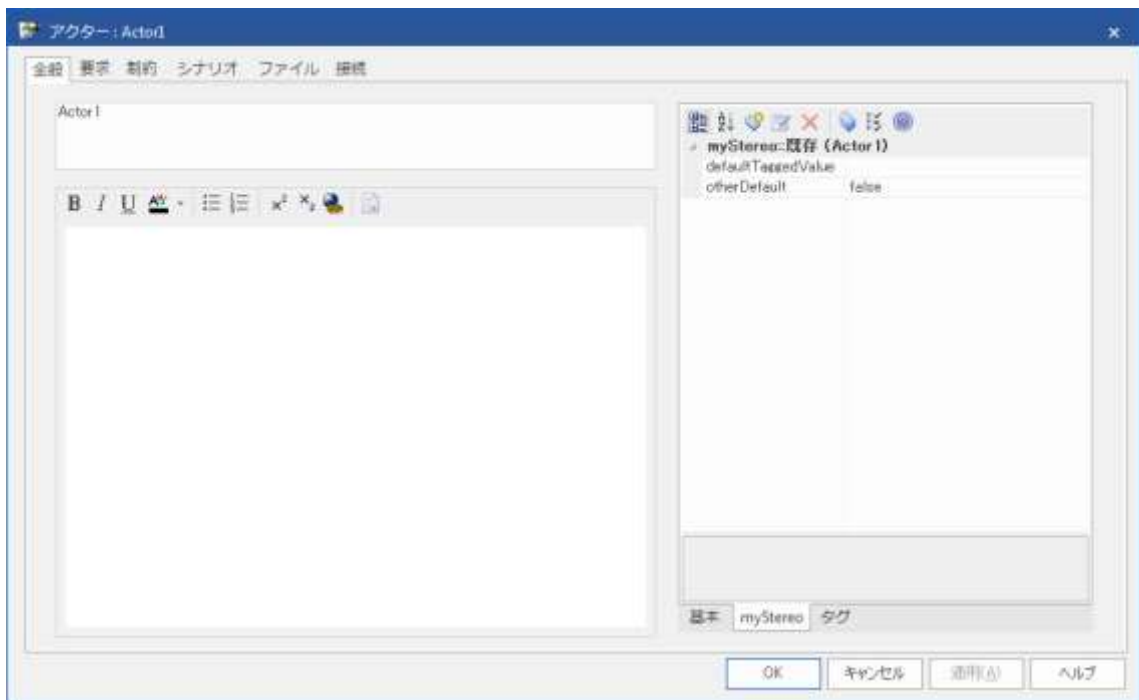 アクター : Actor1
全般 要求 制約 シナリオ ファイル 接続
Actor1
myStereo::既存 (Actor1)
defaultTaggedValue
otherDefault false
B I U
基本 myStereo タグ
OK キャンセル 適用(A) ヘルプ